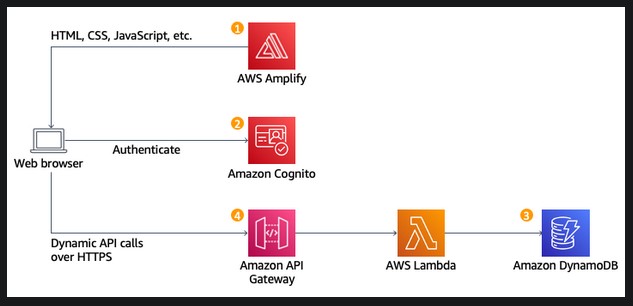 HTML, CSS, JavaScript, etc.
1
AWS Amplify
2
Web browser
Authenticate
Amazon Cognito
4
3
Dynamic API calls
over HTTPS
Amazon API
Gateway
AWS Lambda
Amazon DynamoDB